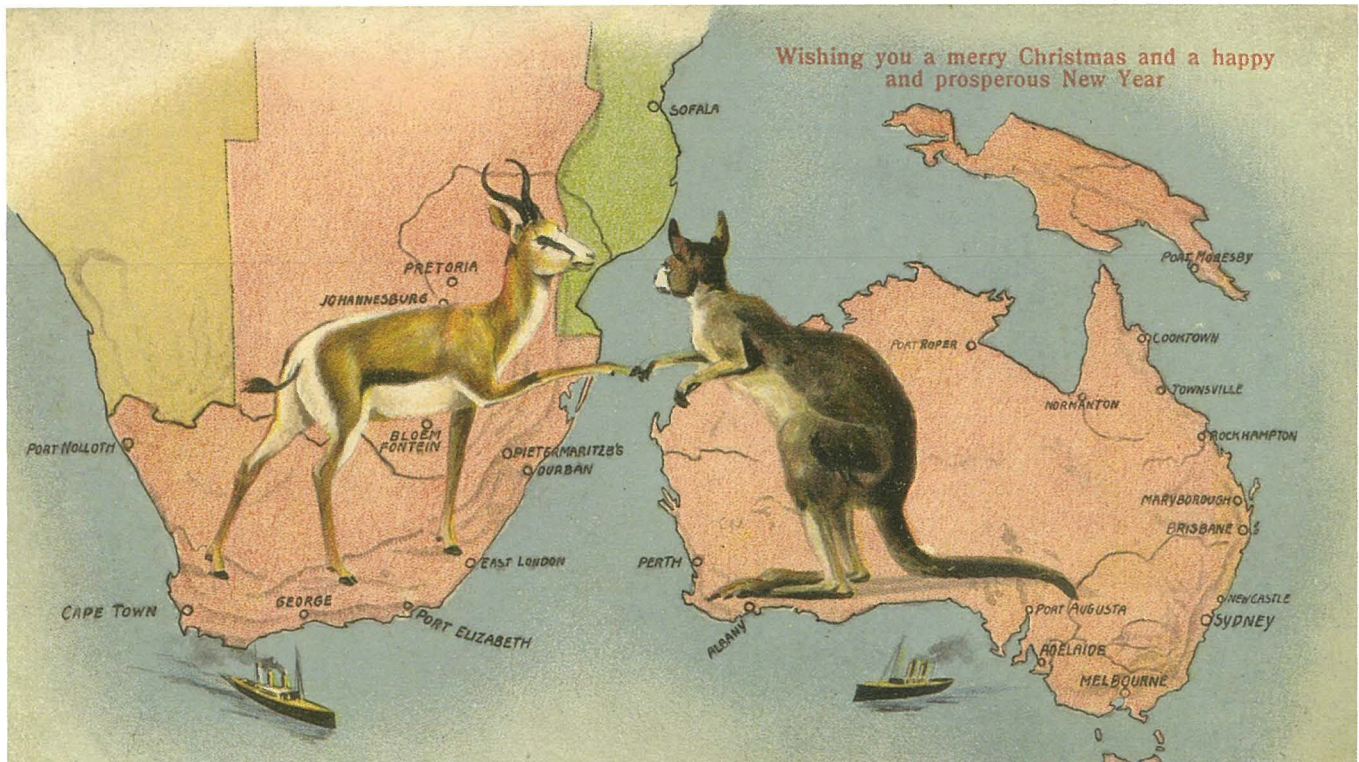 Wishing you a merry Christmas and a happy
and prosperous New Year
SOFALA
PRETORIA
JOHANNESBURG
PORT NOLLOTH
BLOEM
FONTEIN
PIETERMARITZB'G
DURBAN
EAST LONDON
CAPE TOWN
GEORGE
PORT ELIZABETH
PORT MORESBY
PORT ROPER
COOKTOWN
TOWNSVILLE
NORMANTON
ROCKHAMPTON
MARYBOROUGH
BRISBANE
PERTH
NEWCASTLE
SYDNEY
ALBANY
PORT AUGUSTA
ADELAIDE
MELBOURNE